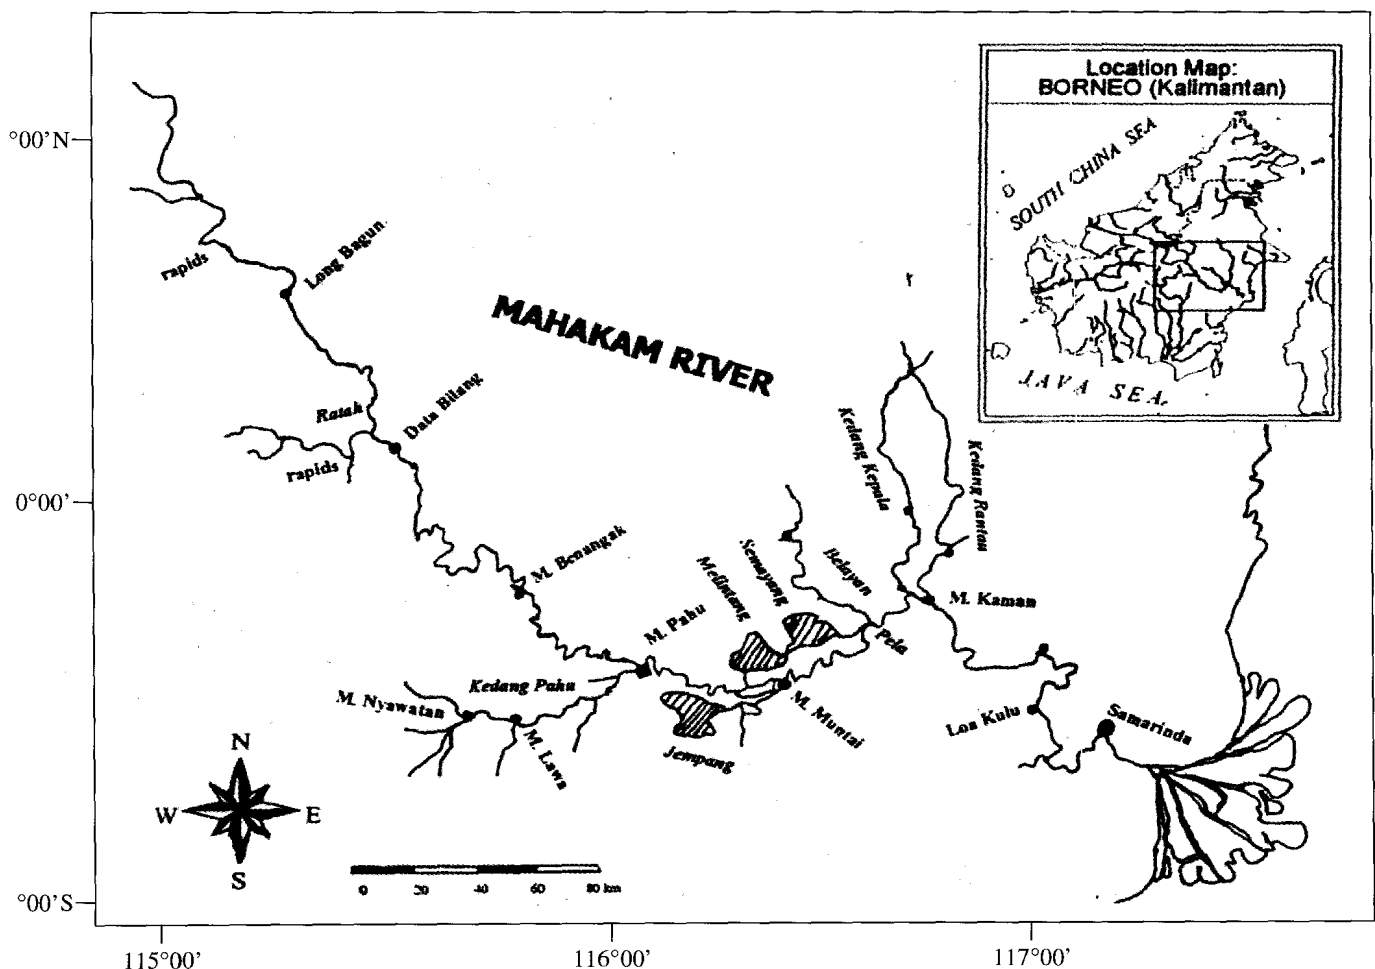 Location Map:
BORNEO (Kalimantan)
SOUTH CHINA SEA
JAVA SEA
°00'N
0°00'
°00'S
115°00'
116°00'
117°00'
MAHAKAM RIVER
rapids
Long Bagun
Ratah
Data Bilang
rapids
M. Benangak
M. Pahu
Kedang Pahu
M. Nyawatan
M. Lawa
Jempang
M. Muntai
Melintang
Semayang
Belayan
Pela
Kedang Kepala
Kedang Rantau
M. Kaman
Loa Kulu
Samarinda
N
W
E
S
0 20 40 60 80 km